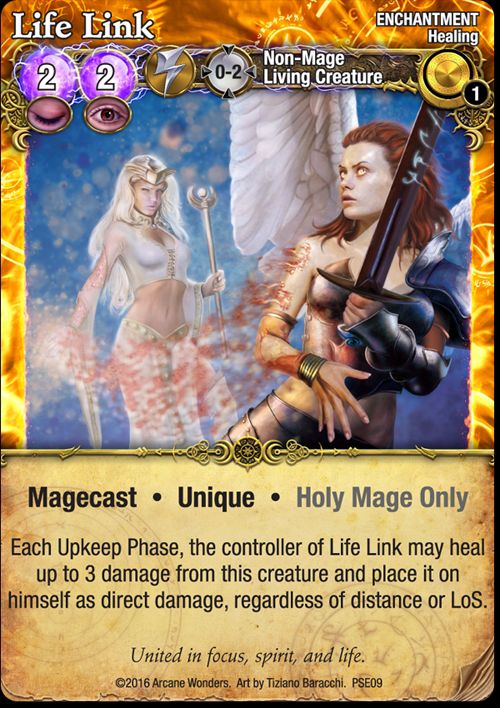 Life Link
ENCHANTMENT
Healing
2 2 0-2 Non-Mage
Living Creature
1
Magecast • Unique • Holy Mage Only
Each Upkeep Phase, the controller of Life Link may heal
up to 3 damage from this creature and place it on
himself as direct damage, regardless of distance or LoS.
United in focus, spirit, and life.
©2016 Arcane Wonders. Art by Tiziano Baracchi. PSE09